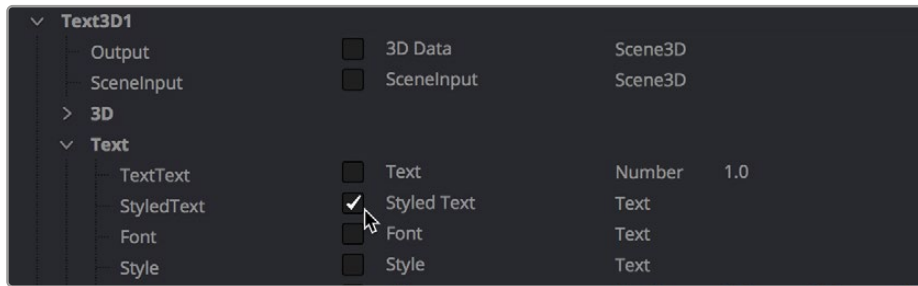 Text3D1
Output 3D Data Scene3D
SceneInput SceneInput Scene3D
3D
Text
TextText Text Number 1.0
StyledText Styled Text Text
Font Font Text
Style Style Text